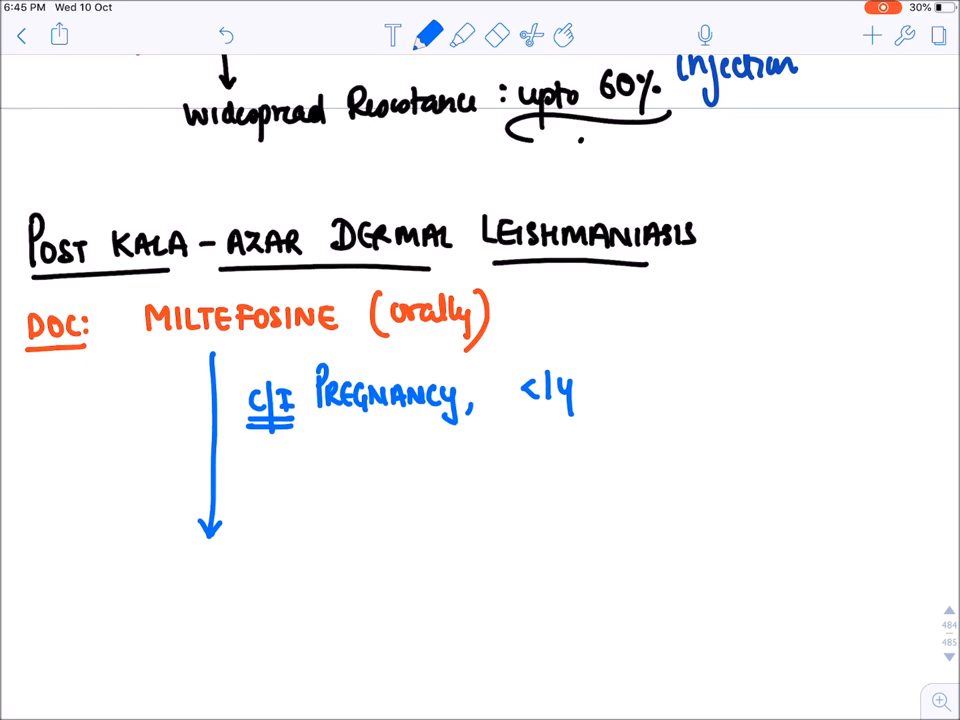 6:45 PM Wed 10 Oct
30%
T
injection
Widespread Resistance : upto 60%
POST KALA-AZAR DERMAL LEISHMANIASIS
DOC: MILTEFOSINE (orally)
C/I PREGNANCY, <14
484
485